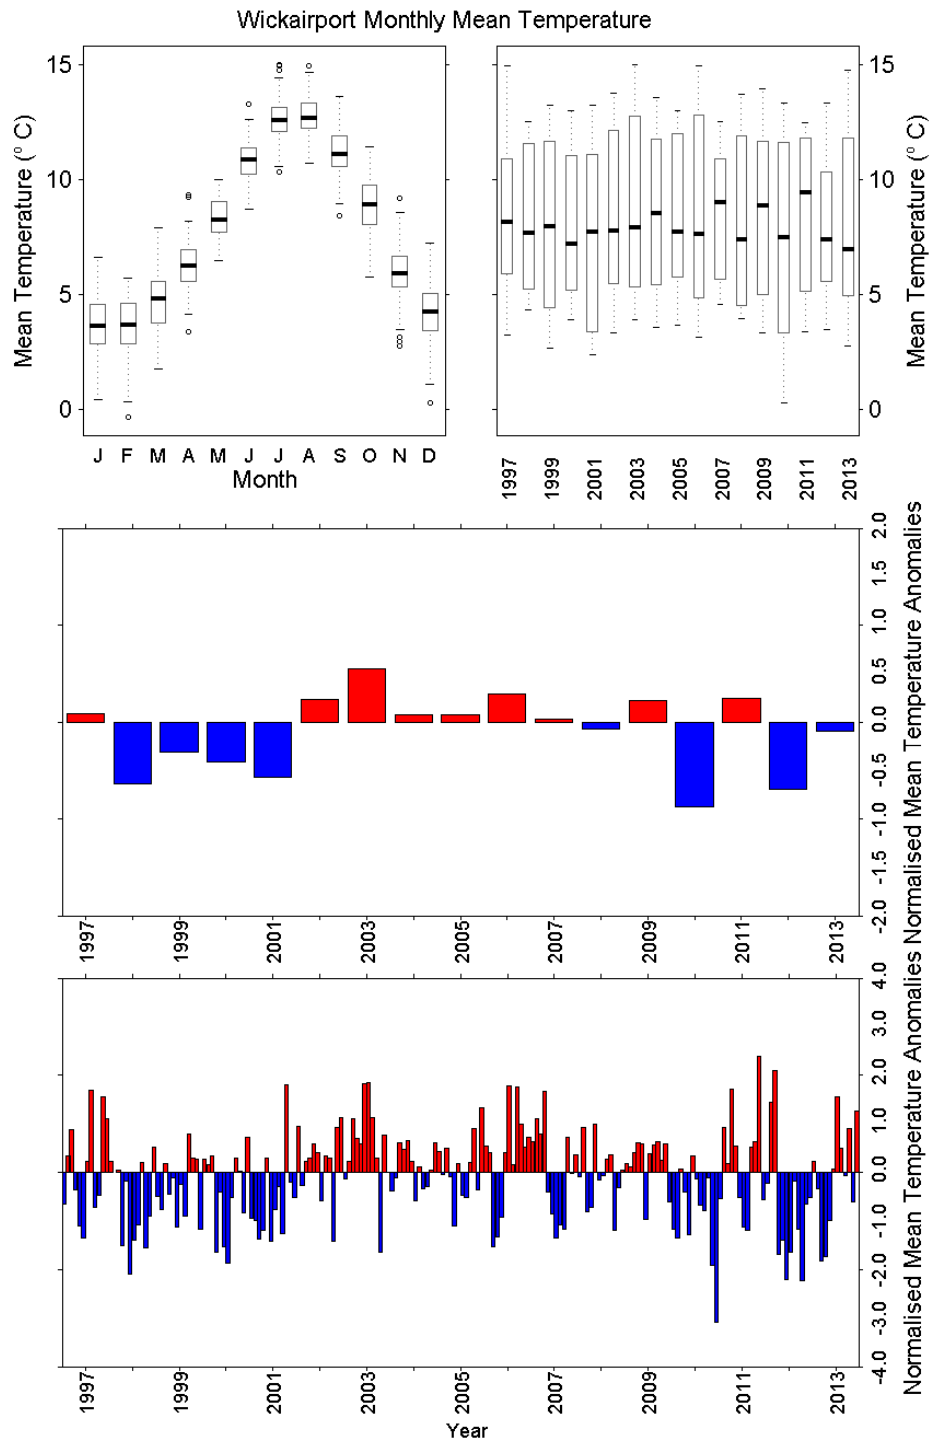 Wickairport Monthly Mean Temperature
Mean Temperature (° C)
15
10
5
0
J F M A M J J A S O N D
Month
15
10
5
0
Mean Temperature (° C)
1997 1999 2001 2003 2005 2007 2009 2011 2013
2.0
1.5
1.0
0.5
0.0
-0.5
-1.0
-1.5
-2.0
Normalised Mean Temperature Anomalies
1997 1999 2001 2003 2005 2007 2009 2011 2013
4.0
3.0
2.0
1.0
0.0
-1.0
-2.0
-3.0
-4.0
Normalised Mean Temperature Anomalies
1997 1999 2001 2003 2005 2007 2009 2011 2013
Year